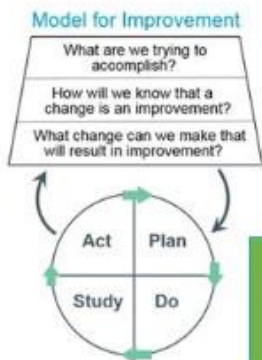 Model for Improvement
What are we trying to
accomplish?
How will we know that a
change is an improvement?
What change can we make that
will result in improvement?
Act Plan
Study Do